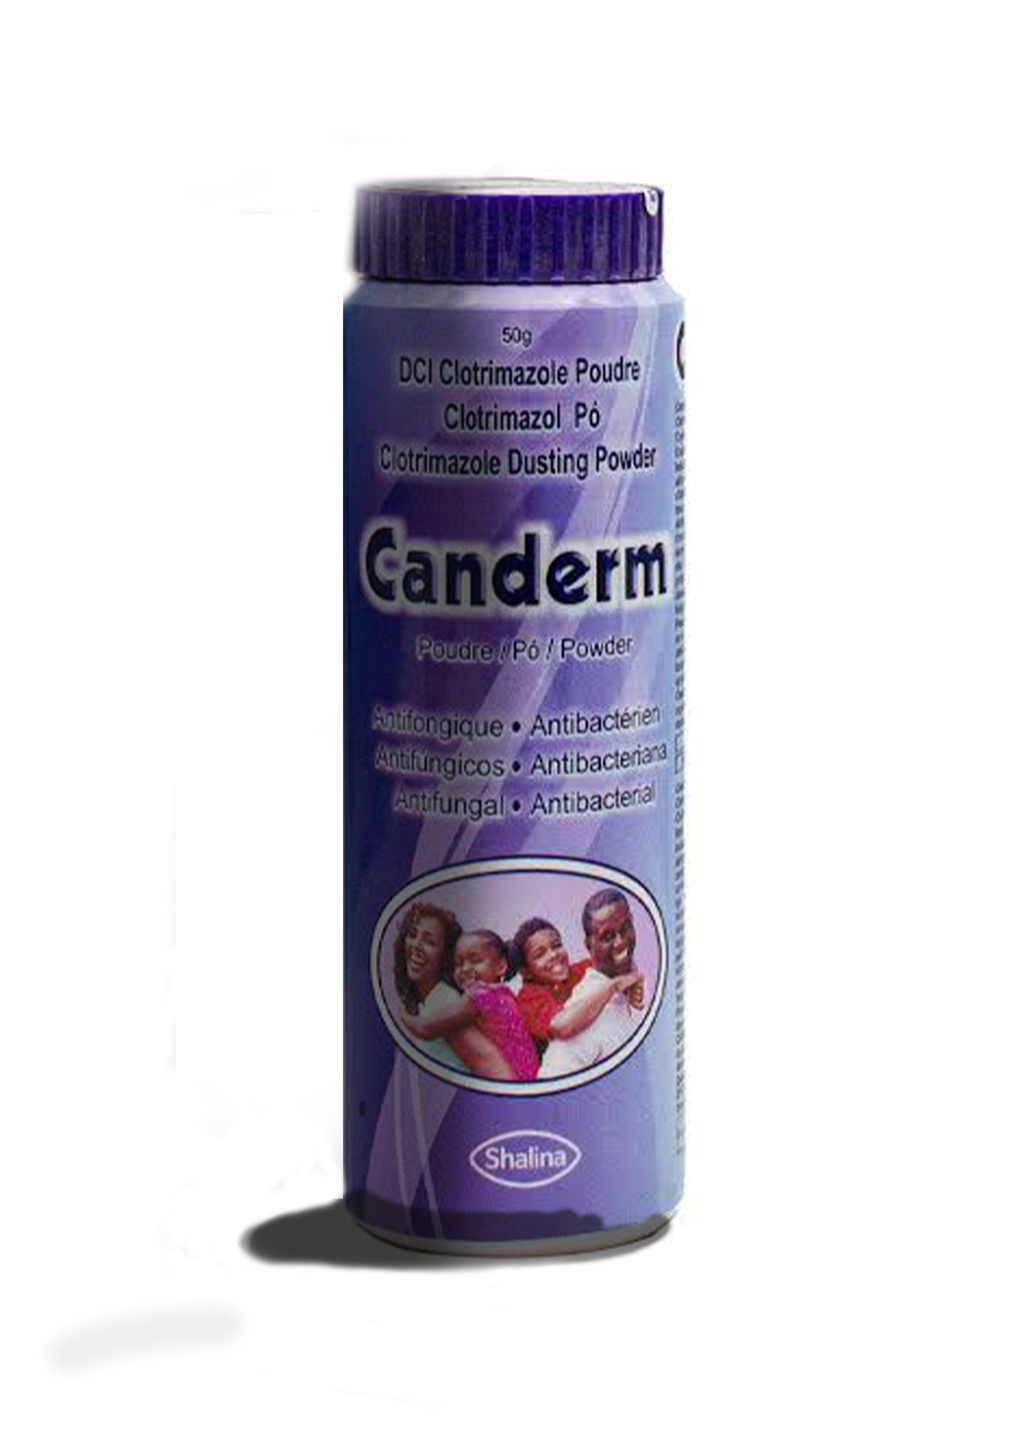 50g
DCI Clotrimazole Poudre
Clotrimazol Pó
Clotrimazole Dusting Powder
Canderm
Poudre / Pó / Powder
Antifongique • Antibactérien
Antifúngicos • Antibacteriana
Antifungal • Antibacterial
Shalina